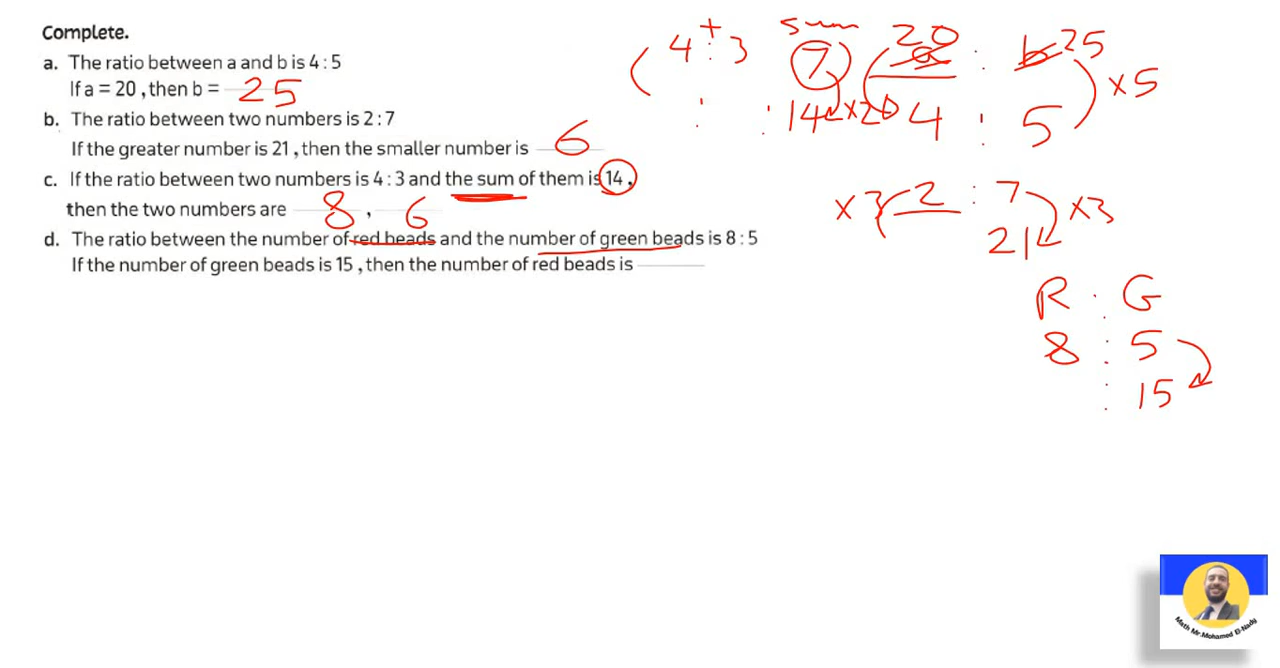 Complete.
a. The ratio between a and b is 4 : 5
If a = 20 , then b = 25
b. The ratio between two numbers is 2 : 7
If the greater number is 21 , then the smaller number is 6
c. If the ratio between two numbers is 4 : 3 and the sum of them is 14 ,
then the two numbers are 8 , 6
d. The ratio between the number of red beads and the number of green beads is 8 : 5
If the number of green beads is 15 , then the number of red beads is
sum
4 + : 3 7
: : 14 ×2
20 : b 25
4 : 5 ×5
×3 2 : 7 ×3
21
R : G
8 : 5
: 15
Math Mr.Mohamed El-Nady